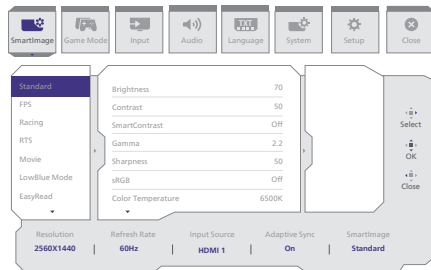 SmartImage
Game Mode
Input
Audio
TXT
Language
System
Setup
Close
Standard
FPS
Racing
RTS
Movie
LowBlue Mode
EasyRead
Brightness 70
Contrast 50
SmartContrast Off
Gamma 2.2
Sharpness 50
sRGB Off
Color Temperature 6500K
Select
OK
Close
Resolution Refresh Rate Input Source Adaptive Sync SmartImage
2560X1440 | 60Hz | HDMI 1 | On | Standard